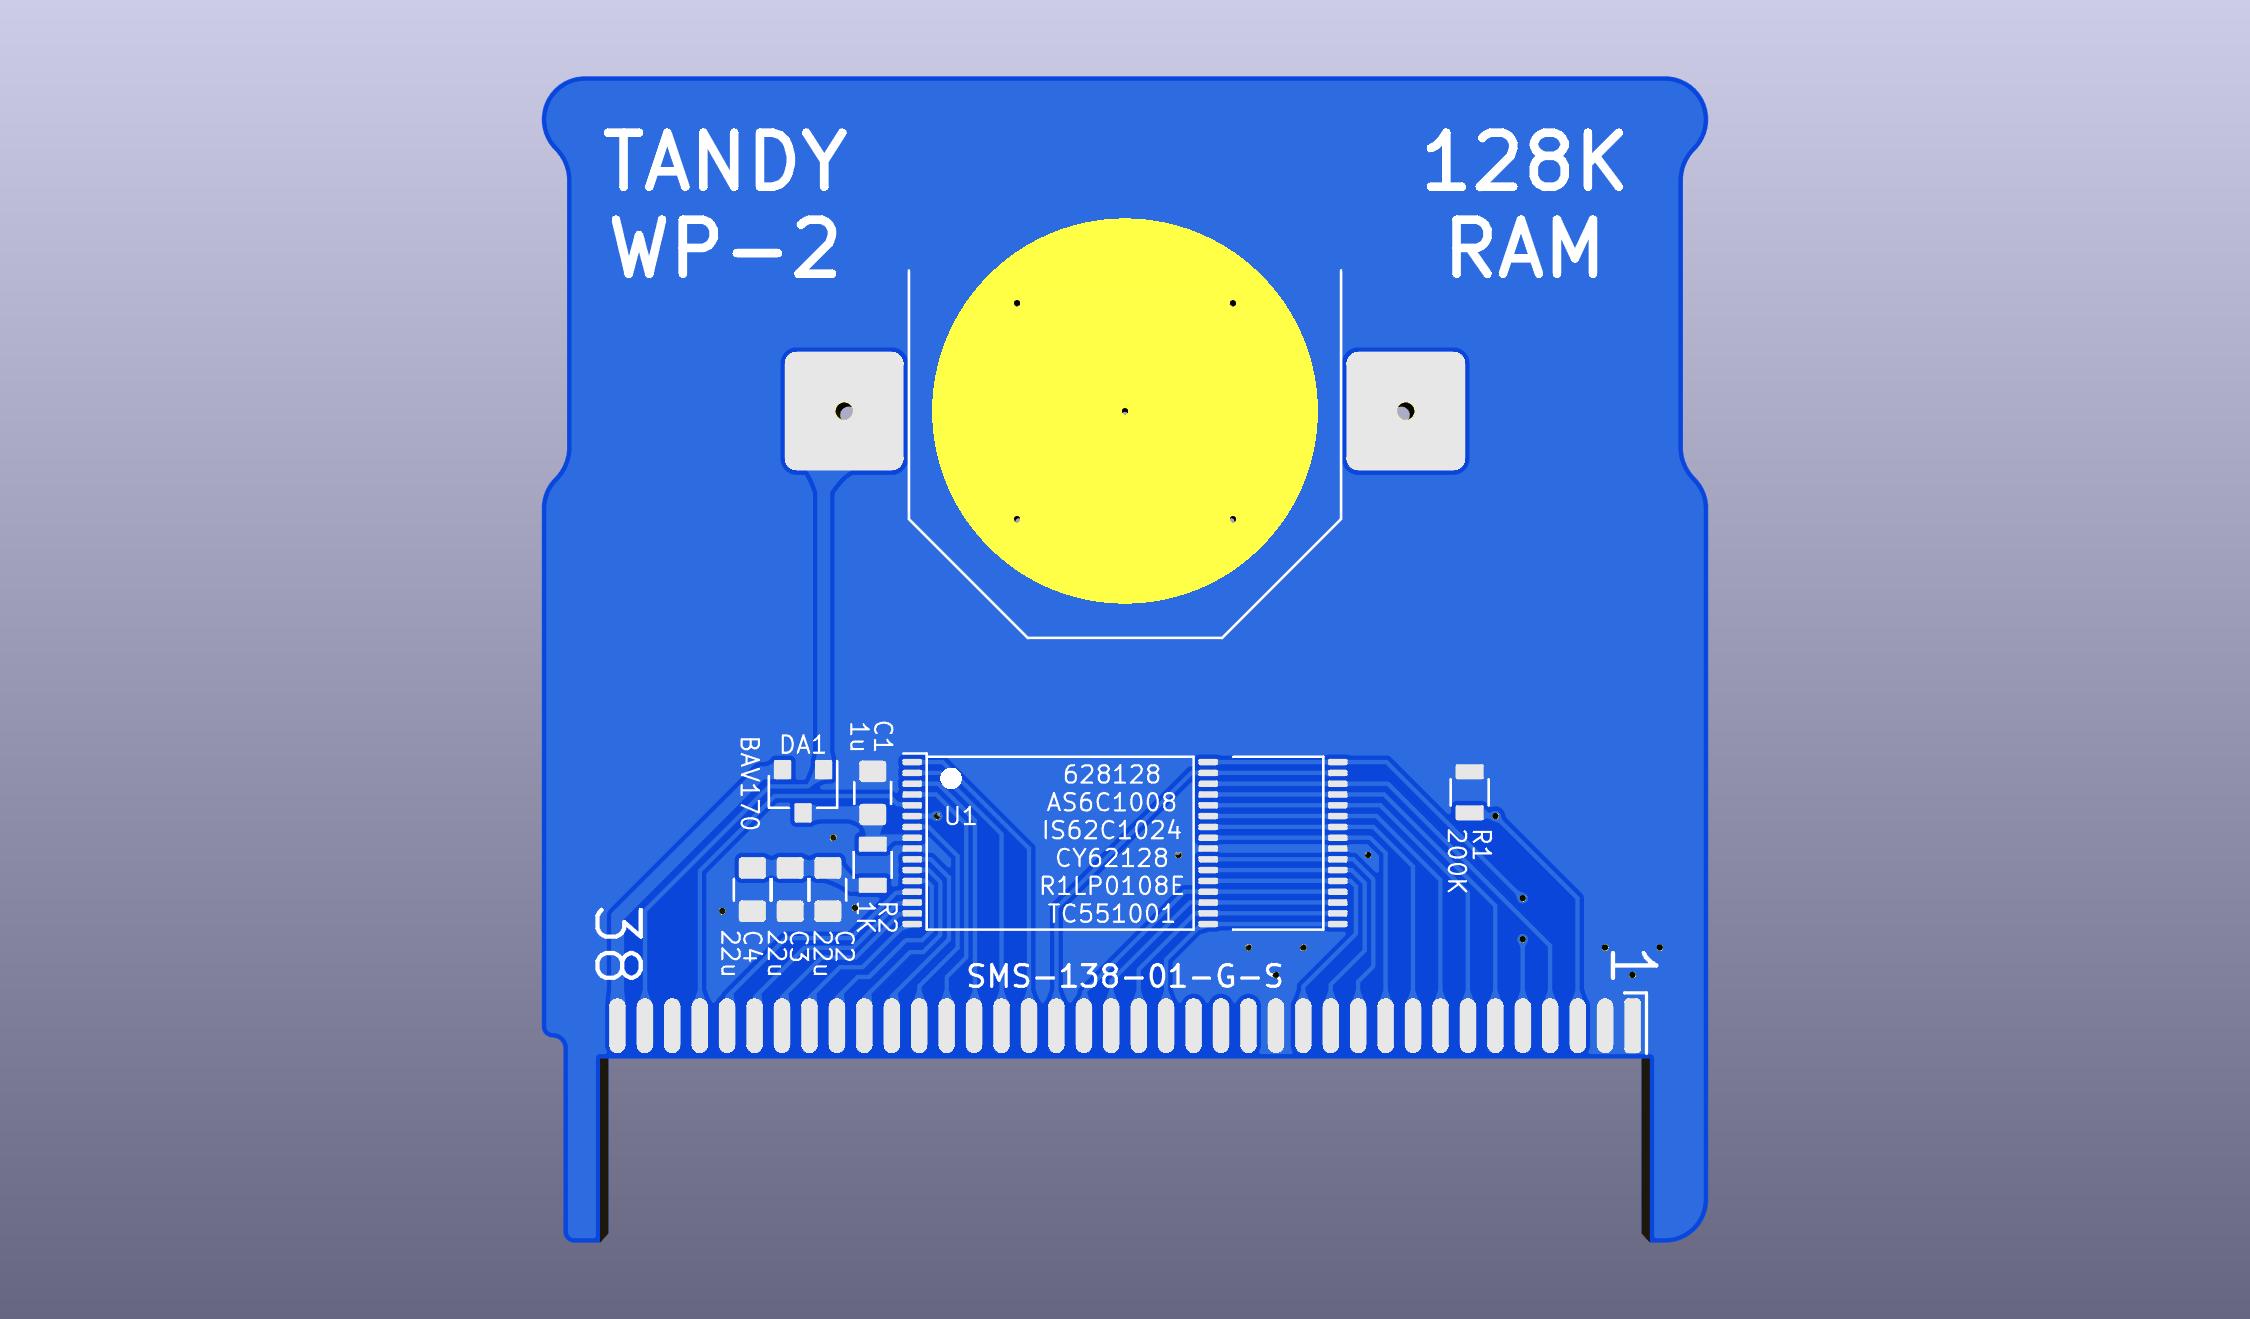 TANDY
WP-2
128K
RAM
DA1
BAV170
C1
1u
U1
628128
AS6C1008
IS62C1024
CY62128
R1LP0108E
TC551001
R1
200K
R2
1K
C2
22u
C3
22u
C4
22u
38
1
SMS-138-01-G-S